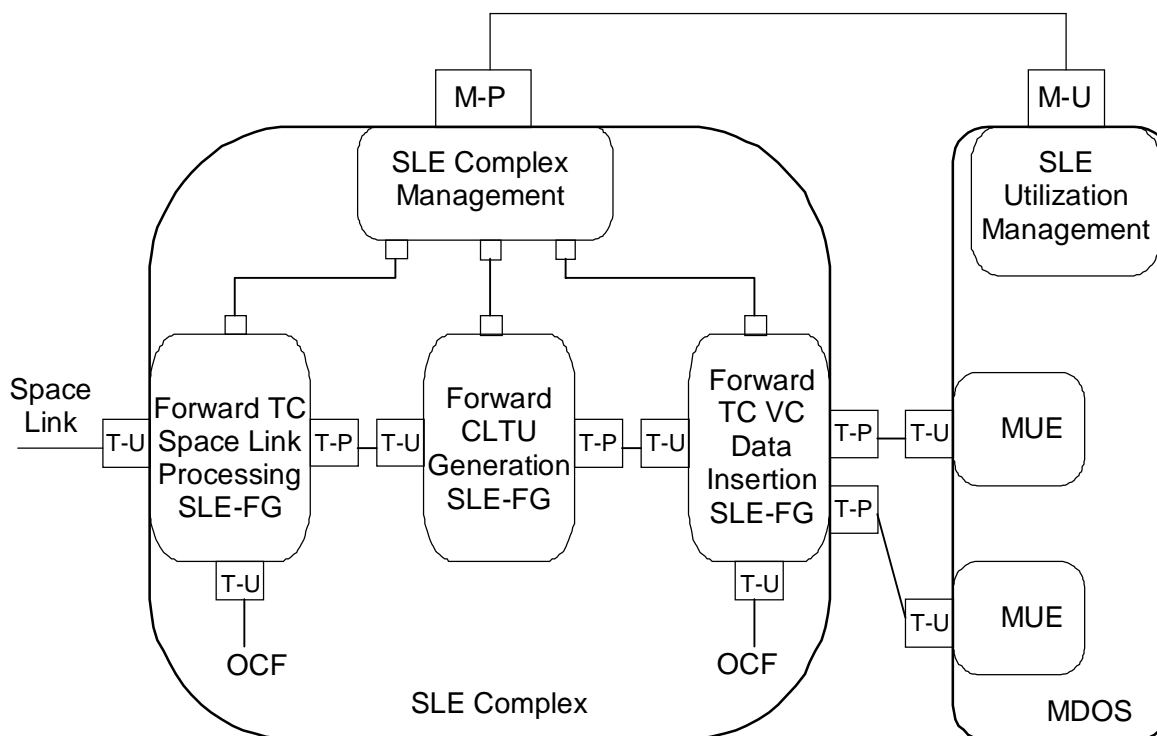 M-P
M-U
SLE Complex
Management
SLE
Utilization
Management
Space
Link
T-U
Forward TC
Space Link
Processing
SLE-FG
T-P
T-U
Forward
CLTU
Generation
SLE-FG
T-P
T-U
Forward
TC VC
Data
Insertion
SLE-FG
T-P
T-U
MUE
T-P
T-U
OCF
T-U
OCF
T-U
MUE
SLE Complex
MDOS